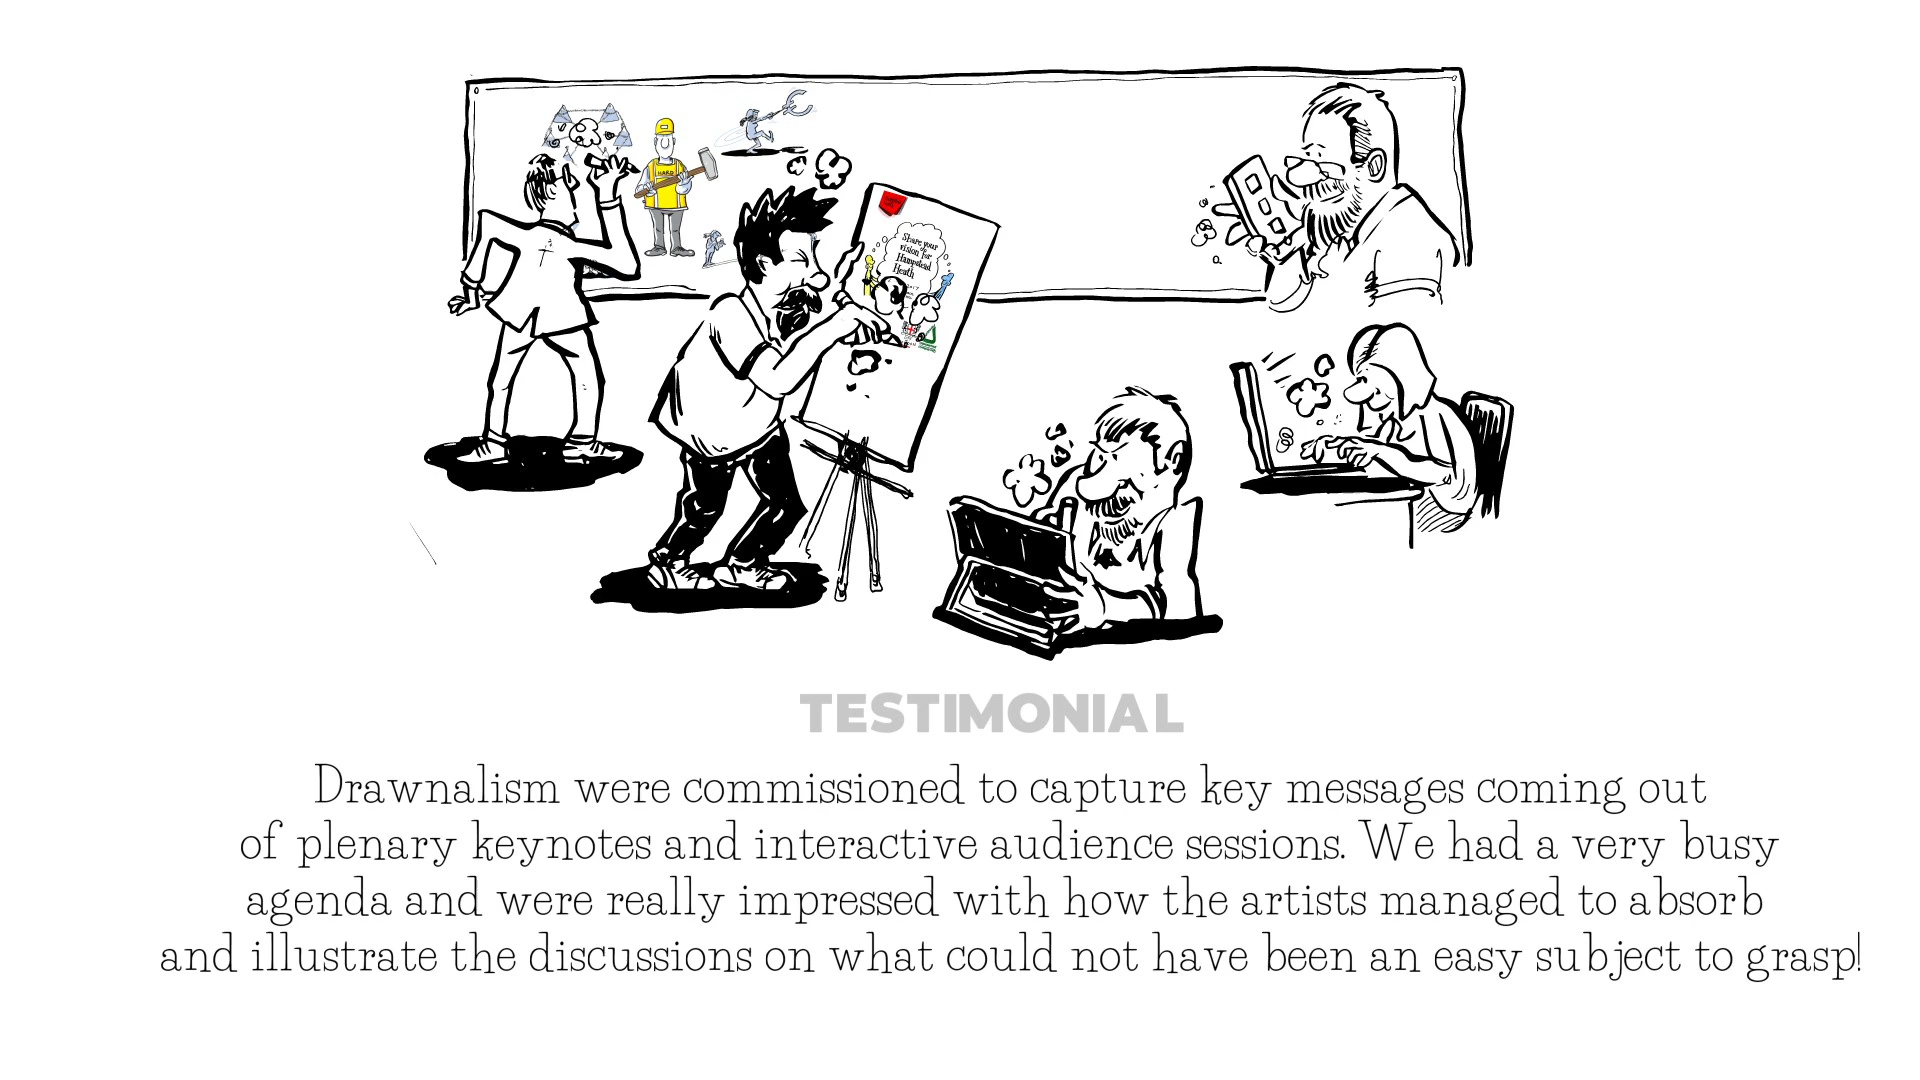 HARD
Share your
vision for
Hampstead
Heath
TESTIMONIAL
Drawnalism were commissioned to capture key messages coming out
of plenary keynotes and interactive audience sessions. We had a very busy
agenda and were really impressed with how the artists managed to absorb
and illustrate the discussions on what could not have been an easy subject to grasp!